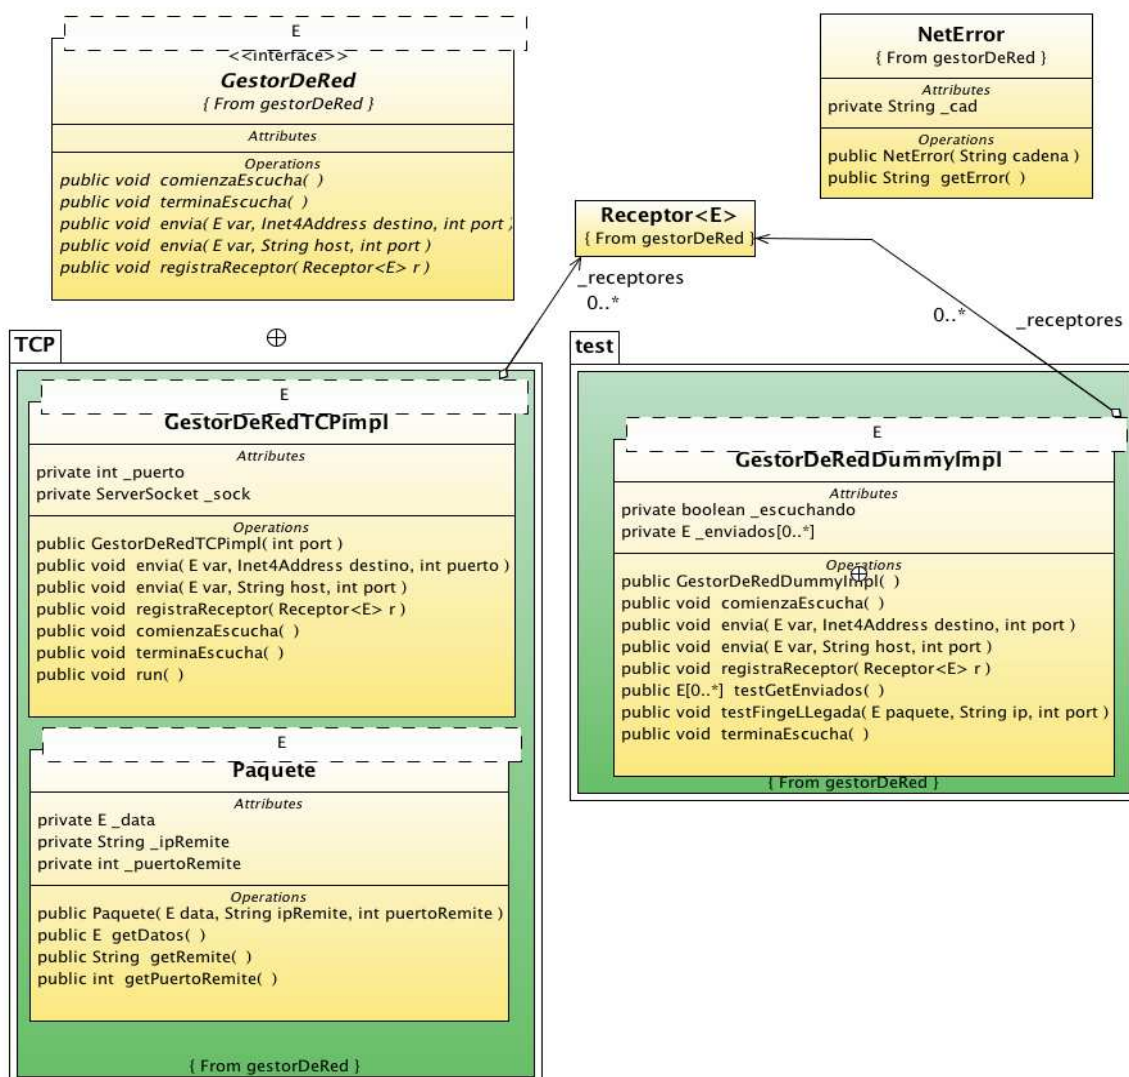 E
<<interface>>
GestorDeRed
{ From gestorDeRed }
Attributes
Operations
public void comienzaEscucha( )
public void terminaEscucha( )
public void envia( E var, Inet4Address destino, int port )
public void envia( E var, String host, int port )
public void registraReceptor( Receptor<E> r )
NetError
{ From gestorDeRed }
Attributes
private String _cad
Operations
public NetError( String cadena )
public String getError( )
Receptor<E>
{ From gestorDeRed }
_receptores
0..*
0..*
_receptores
TCP
E
GestorDeRedTCPimpl
Attributes
private int _puerto
private ServerSocket _sock
Operations
public GestorDeRedTCPimpl( int port )
public void envia( E var, Inet4Address destino, int puerto )
public void envia( E var, String host, int port )
public void registraReceptor( Receptor<E> r )
public void comienzaEscucha( )
public void terminaEscucha( )
public void run( )
E
Paquete
Attributes
private E _data
private String _ipRemite
private int _puertoRemite
Operations
public Paquete( E data, String ipRemite, int puertoRemite )
public E getDatos( )
public String getRemite( )
public int getPuertoRemite( )
{ From gestorDeRed }
test
E
GestorDeRedDummyImpl
Attributes
private boolean _escuchando
private E _enviados[0..*]
Operations
public GestorDeRedDummyImpl( )
public void comienzaEscucha( )
public void envia( E var, Inet4Address destino, int port )
public void envia( E var, String host, int port )
public void registraReceptor( Receptor<E> r )
public E[0..*] testGetEnviados( )
public void testFingeLLegada( E paquete, String ip, int port )
public void terminaEscucha( )
{ From gestorDeRed }